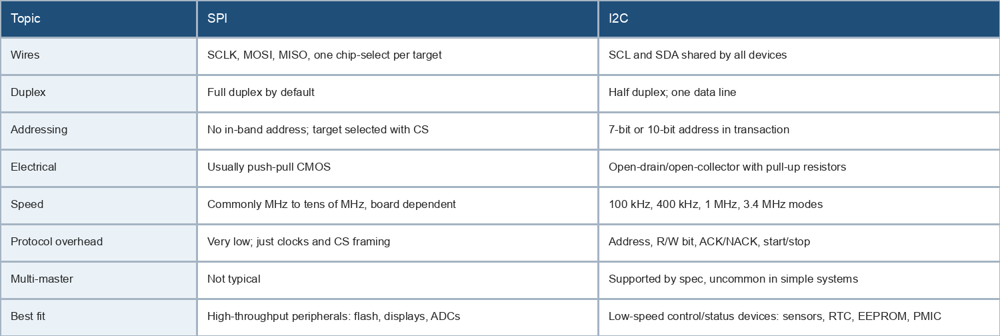 Topic SPI I2C
Wires SCLK, MOSI, MISO, one chip-select per target SCL and SDA shared by all devices
Duplex Full duplex by default Half duplex; one data line
Addressing No in-band address; target selected with CS 7-bit or 10-bit address in transaction
Electrical Usually push-pull CMOS Open-drain/open-collector with pull-up resistors
Speed Commonly MHz to tens of MHz, board dependent 100 kHz, 400 kHz, 1 MHz, 3.4 MHz modes
Protocol overhead Very low; just clocks and CS framing Address, R/W bit, ACK/NACK, start/stop
Multi-master Not typical Supported by spec, uncommon in simple systems
Best fit High-throughput peripherals: flash, displays, ADCs Low-speed control/status devices: sensors, RTC, EEPROM, PMIC